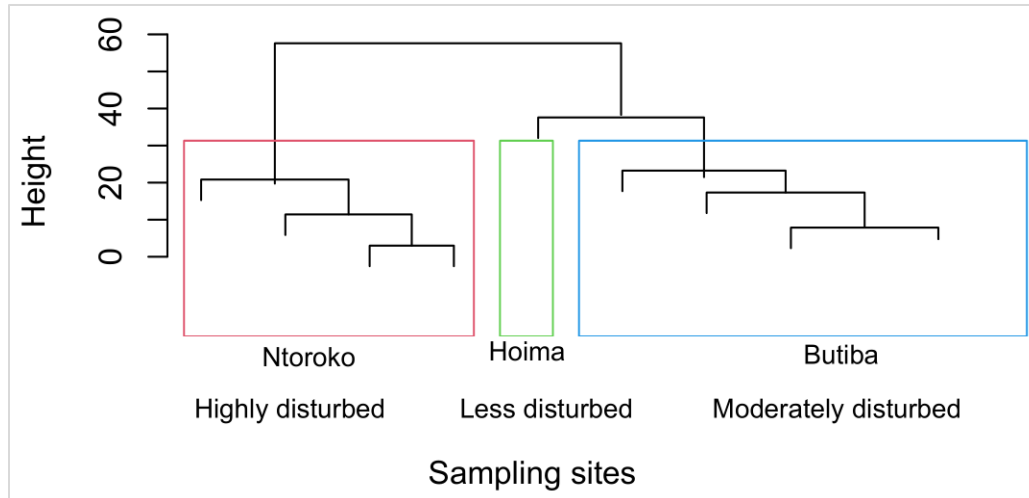 Height
60
40
20
0
Ntoroko
Hoima
Butiba
Highly disturbed
Less disturbed
Moderately disturbed
Sampling sites